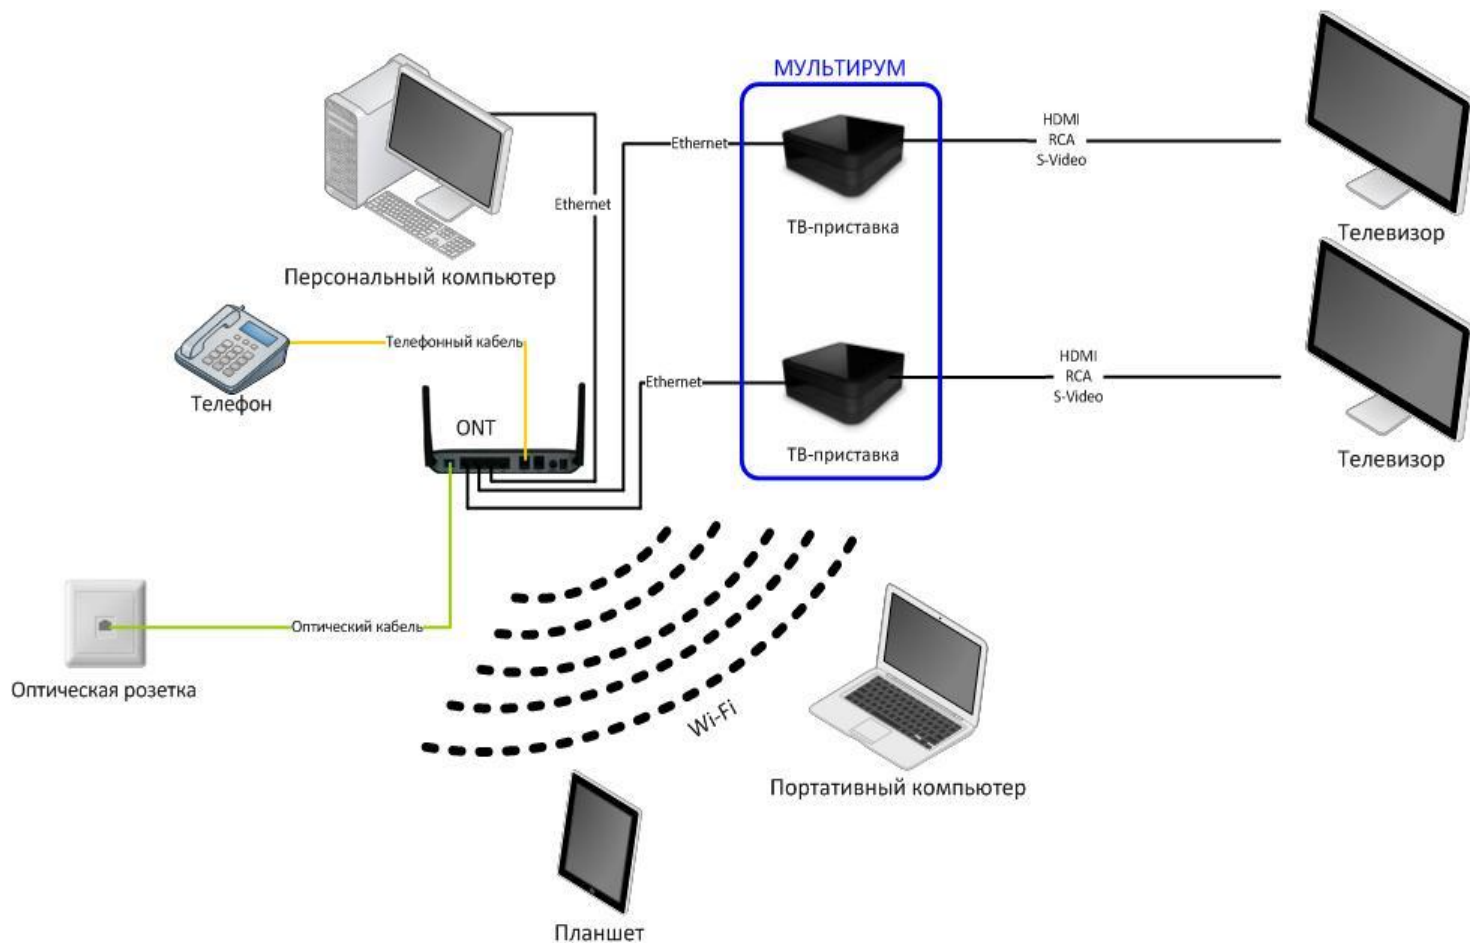 МУЛЬТИРУМ
HDMI
RCA
S-Video
Ethernet
Ethernet
ТВ-приставка
Телевизор
Персональный компьютер
Телефонный кабель
Телефон
ONT
Ethernet
HDMI
RCA
S-Video
ТВ-приставка
Телевизор
Оптический кабель
Оптическая розетка
Wi-Fi
Портативный компьютер
Планшет